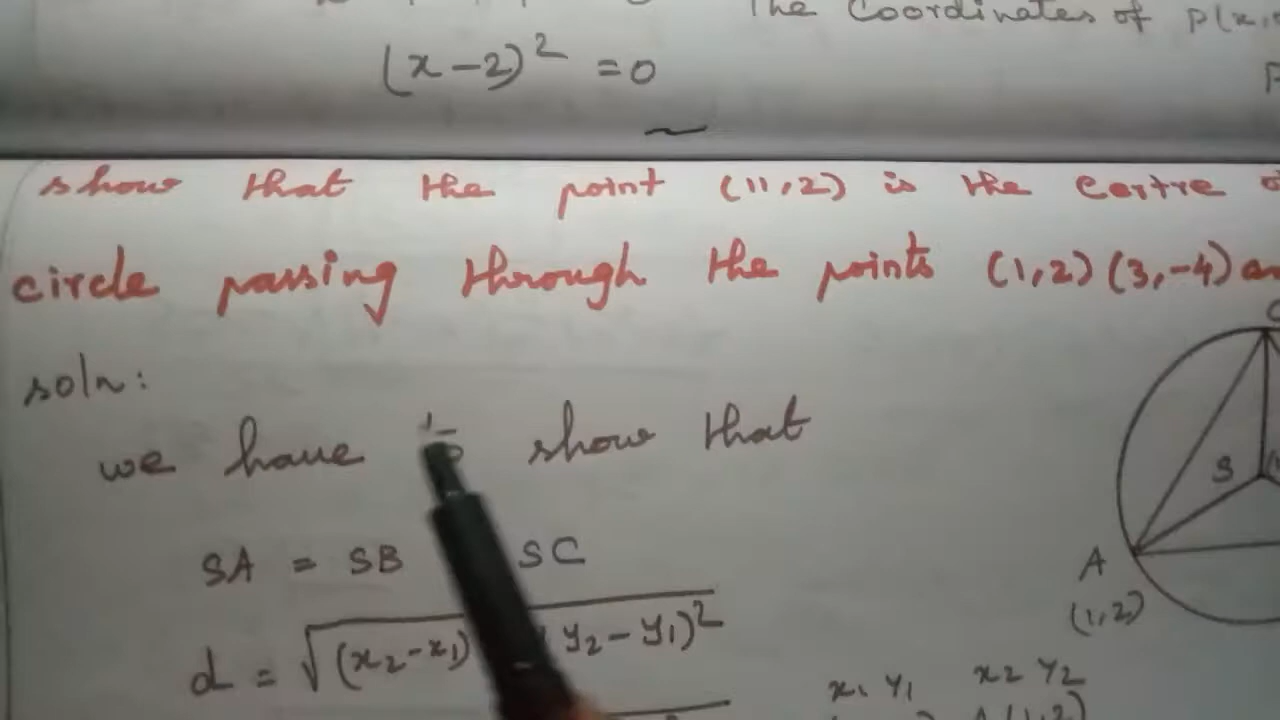 The Coordinates of P(x,
(x-2)² = 0
show that the point (11,2) is the centre
circle passing through the points (1,2) (3,-4)
soln:
we have to show that
SA = SB SC
d = √(x₂-x₁) y₂-y₁)²
S
A
(1,2)
x₁ y₁ x₂ y₂
A(1,2)